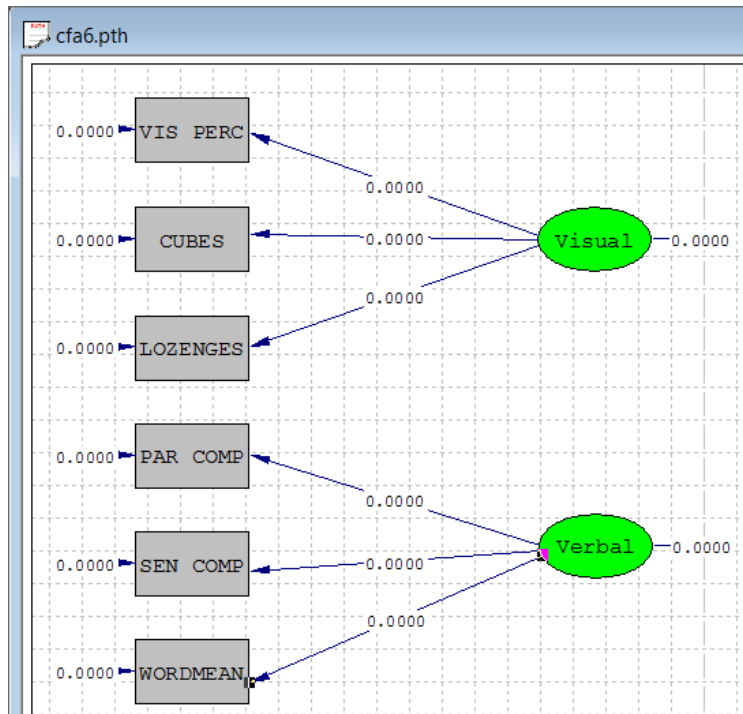 cfa6.pth
0.0000 VIS PERC
0.0000
0.0000 CUBES 0.0000 Visual 0.0000
0.0000
0.0000 LOZENGES
0.0000 PAR COMP
0.0000
0.0000 SEN COMP 0.0000 Verbal 0.0000
0.0000
0.0000 WORDMEAN